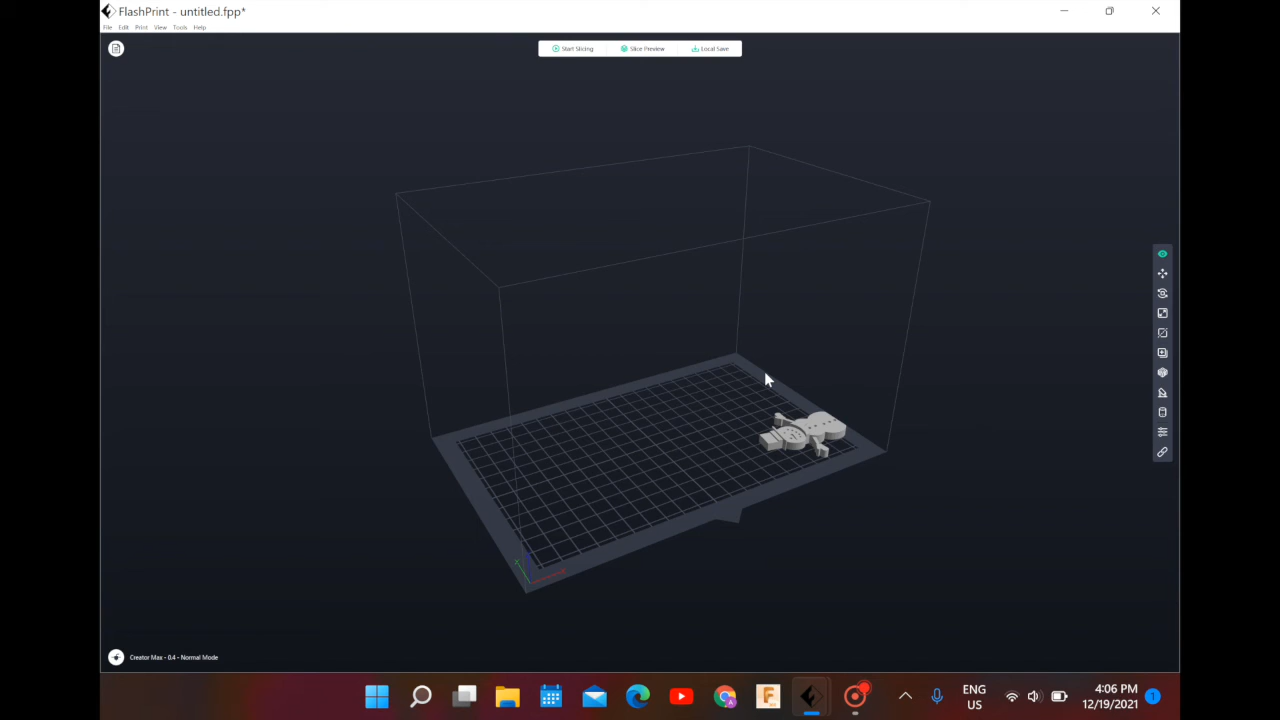 FlashPrint - untitled.fpp*
File Edit Print View Tools Help
Start Slicing Slice Preview Local Save
Creator Max - 0.4 - Normal Mode
ENG
US
4:06 PM
12/19/2021
1